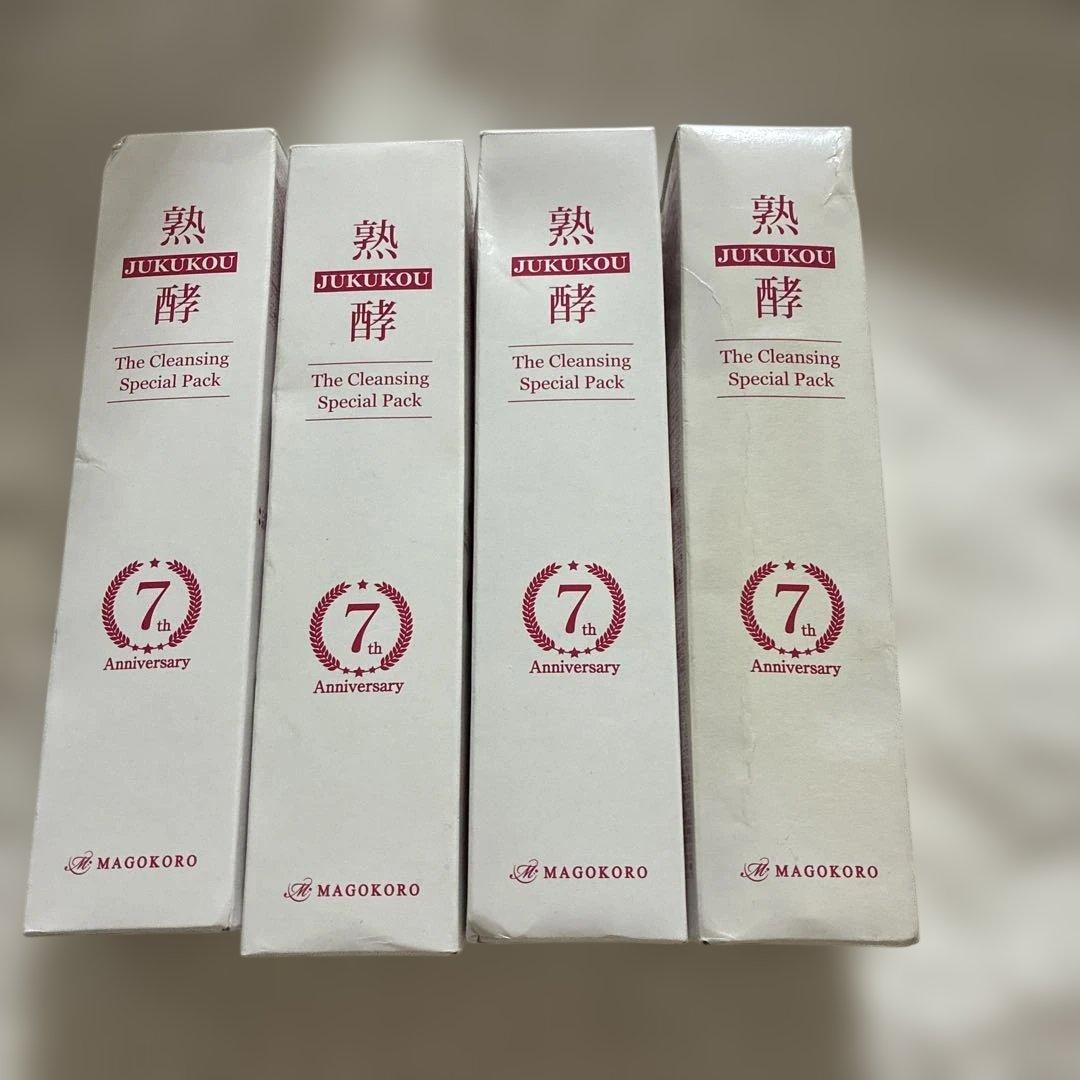 熟
JUKUKOU
酵
The Cleansing
Special Pack
7th
Anniversary
M MAGOKORO
熟
JUKUKOU
酵
The Cleansing
Special Pack
7th
Anniversary
M MAGOKORO
熟
JUKUKOU
酵
The Cleansing
Special Pack
7th
Anniversary
M MAGOKORO
熟
JUKUKOU
酵
The Cleansing
Special Pack
7th
Anniversary
M MAGOKORO